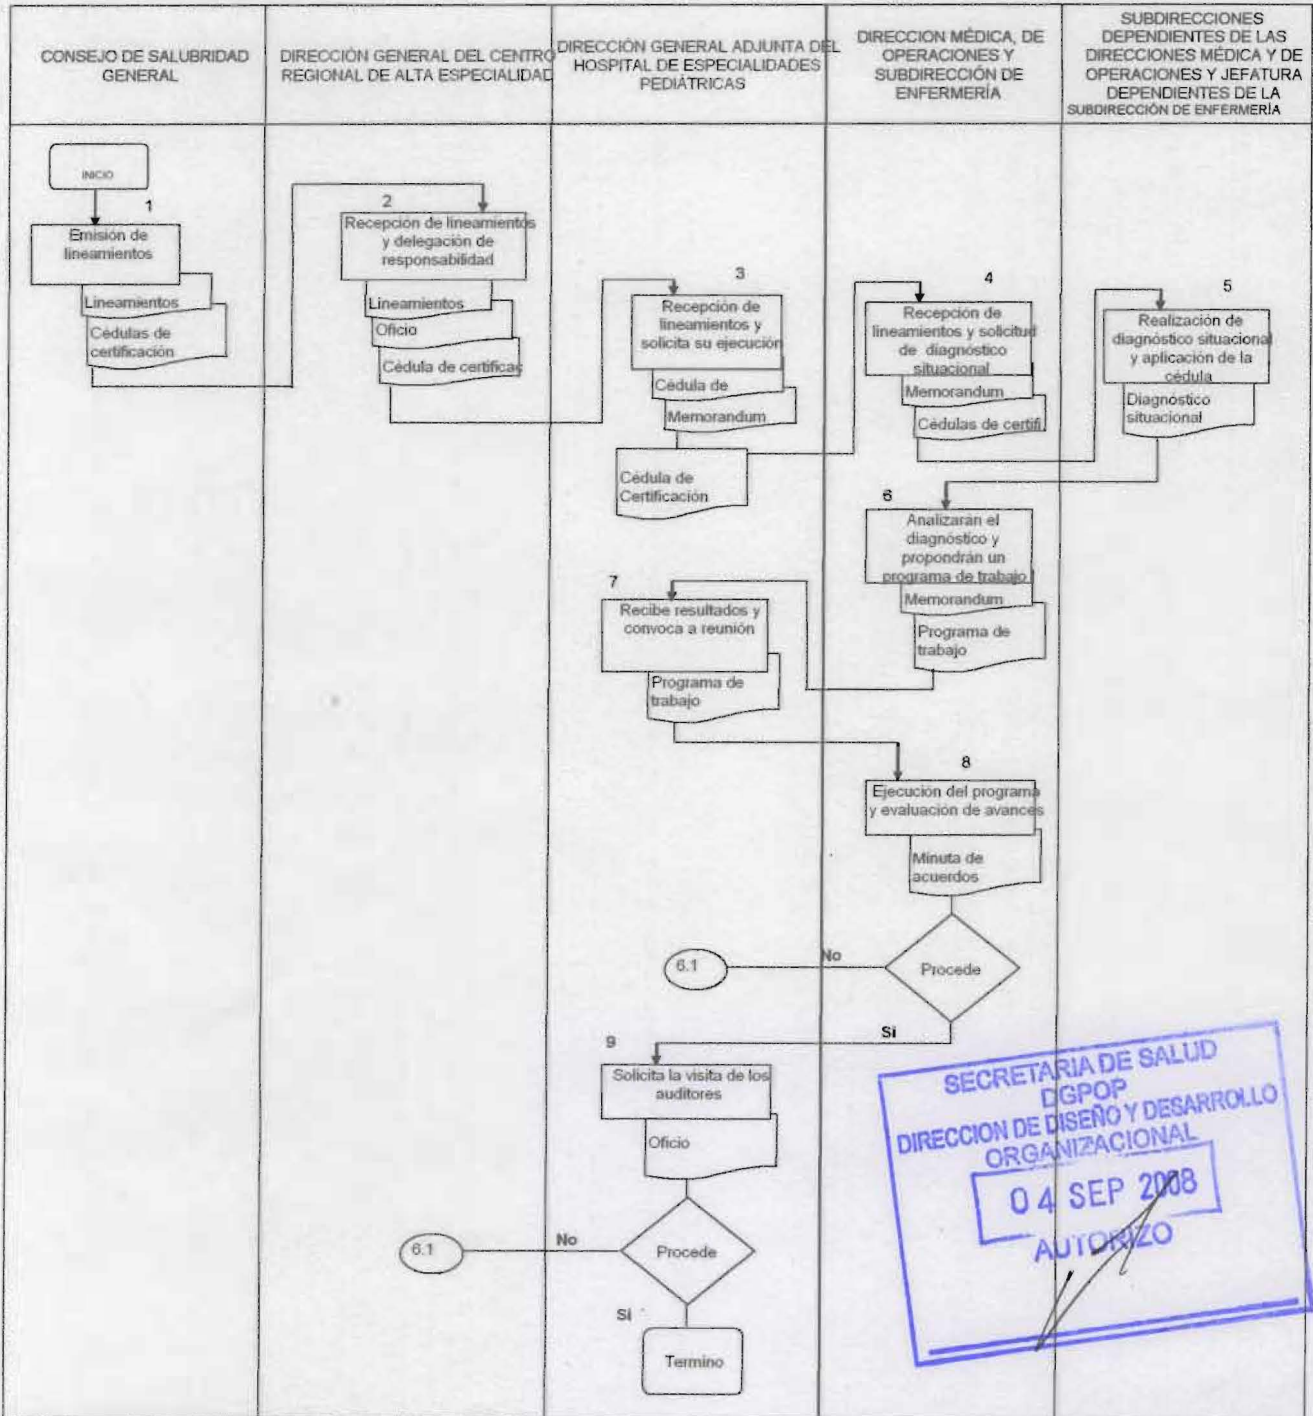 CONSEJO DE SALUBRIDAD
GENERAL
DIRECCIÓN GENERAL DEL CENTRO
REGIONAL DE ALTA ESPECIALIDAD
DIRECCIÓN GENERAL ADJUNTA DEL
HOSPITAL DE ESPECIALIDADES
PEDIÁTRICAS
DIRECCION MÉDICA, DE
OPERACIONES Y
SUBDIRECCIÓN DE
ENFERMERÍA
SUBDIRECCIONES
DEPENDIENTES DE LAS
DIRECCIONES MÉDICA Y DE
OPERACIONES Y JEFATURA
DEPENDIENTES DE LA
SUBDIRECCIÓN DE ENFERMERÍA
INICIO
1
Emisión de
lineamientos
Lineamientos
Cédulas de
certificación
2
Recepción de lineamientos
y delegación de
responsabilidad
Lineamientos
Oficio
Cédula de certificac
3
Recepción de
lineamientos y
solicita su ejecución
Cédula de
Memorandum
Cédula de
Certificación
4
Recepción de
lineamientos y solicitud
de diagnóstico
situacional
Memorandum
Cédulas de certifi
5
Realización de
diagnóstico situacional
y aplicación de la
cédula
Diagnóstico
situacional
6
Analizarán el
diagnóstico y
propondrán un
programa de trabajo
Memorandum
Programa de
trabajo
7
Recibe resultados y
convoca a reunión
Programa de
trabajo
8
Ejecución del programa
y evaluación de avances
Minuta de
acuerdos
Procede
No
6.1
Si
9
Solicita la visita de los
auditores
Oficio
Procede
No
6.1
Si
Termino
SECRETARIA DE SALUD
DGPOP
DIRECCION DE DISEÑO Y DESARROLLO
ORGANIZACIONAL
04 SEP 2008
AUTORIZO